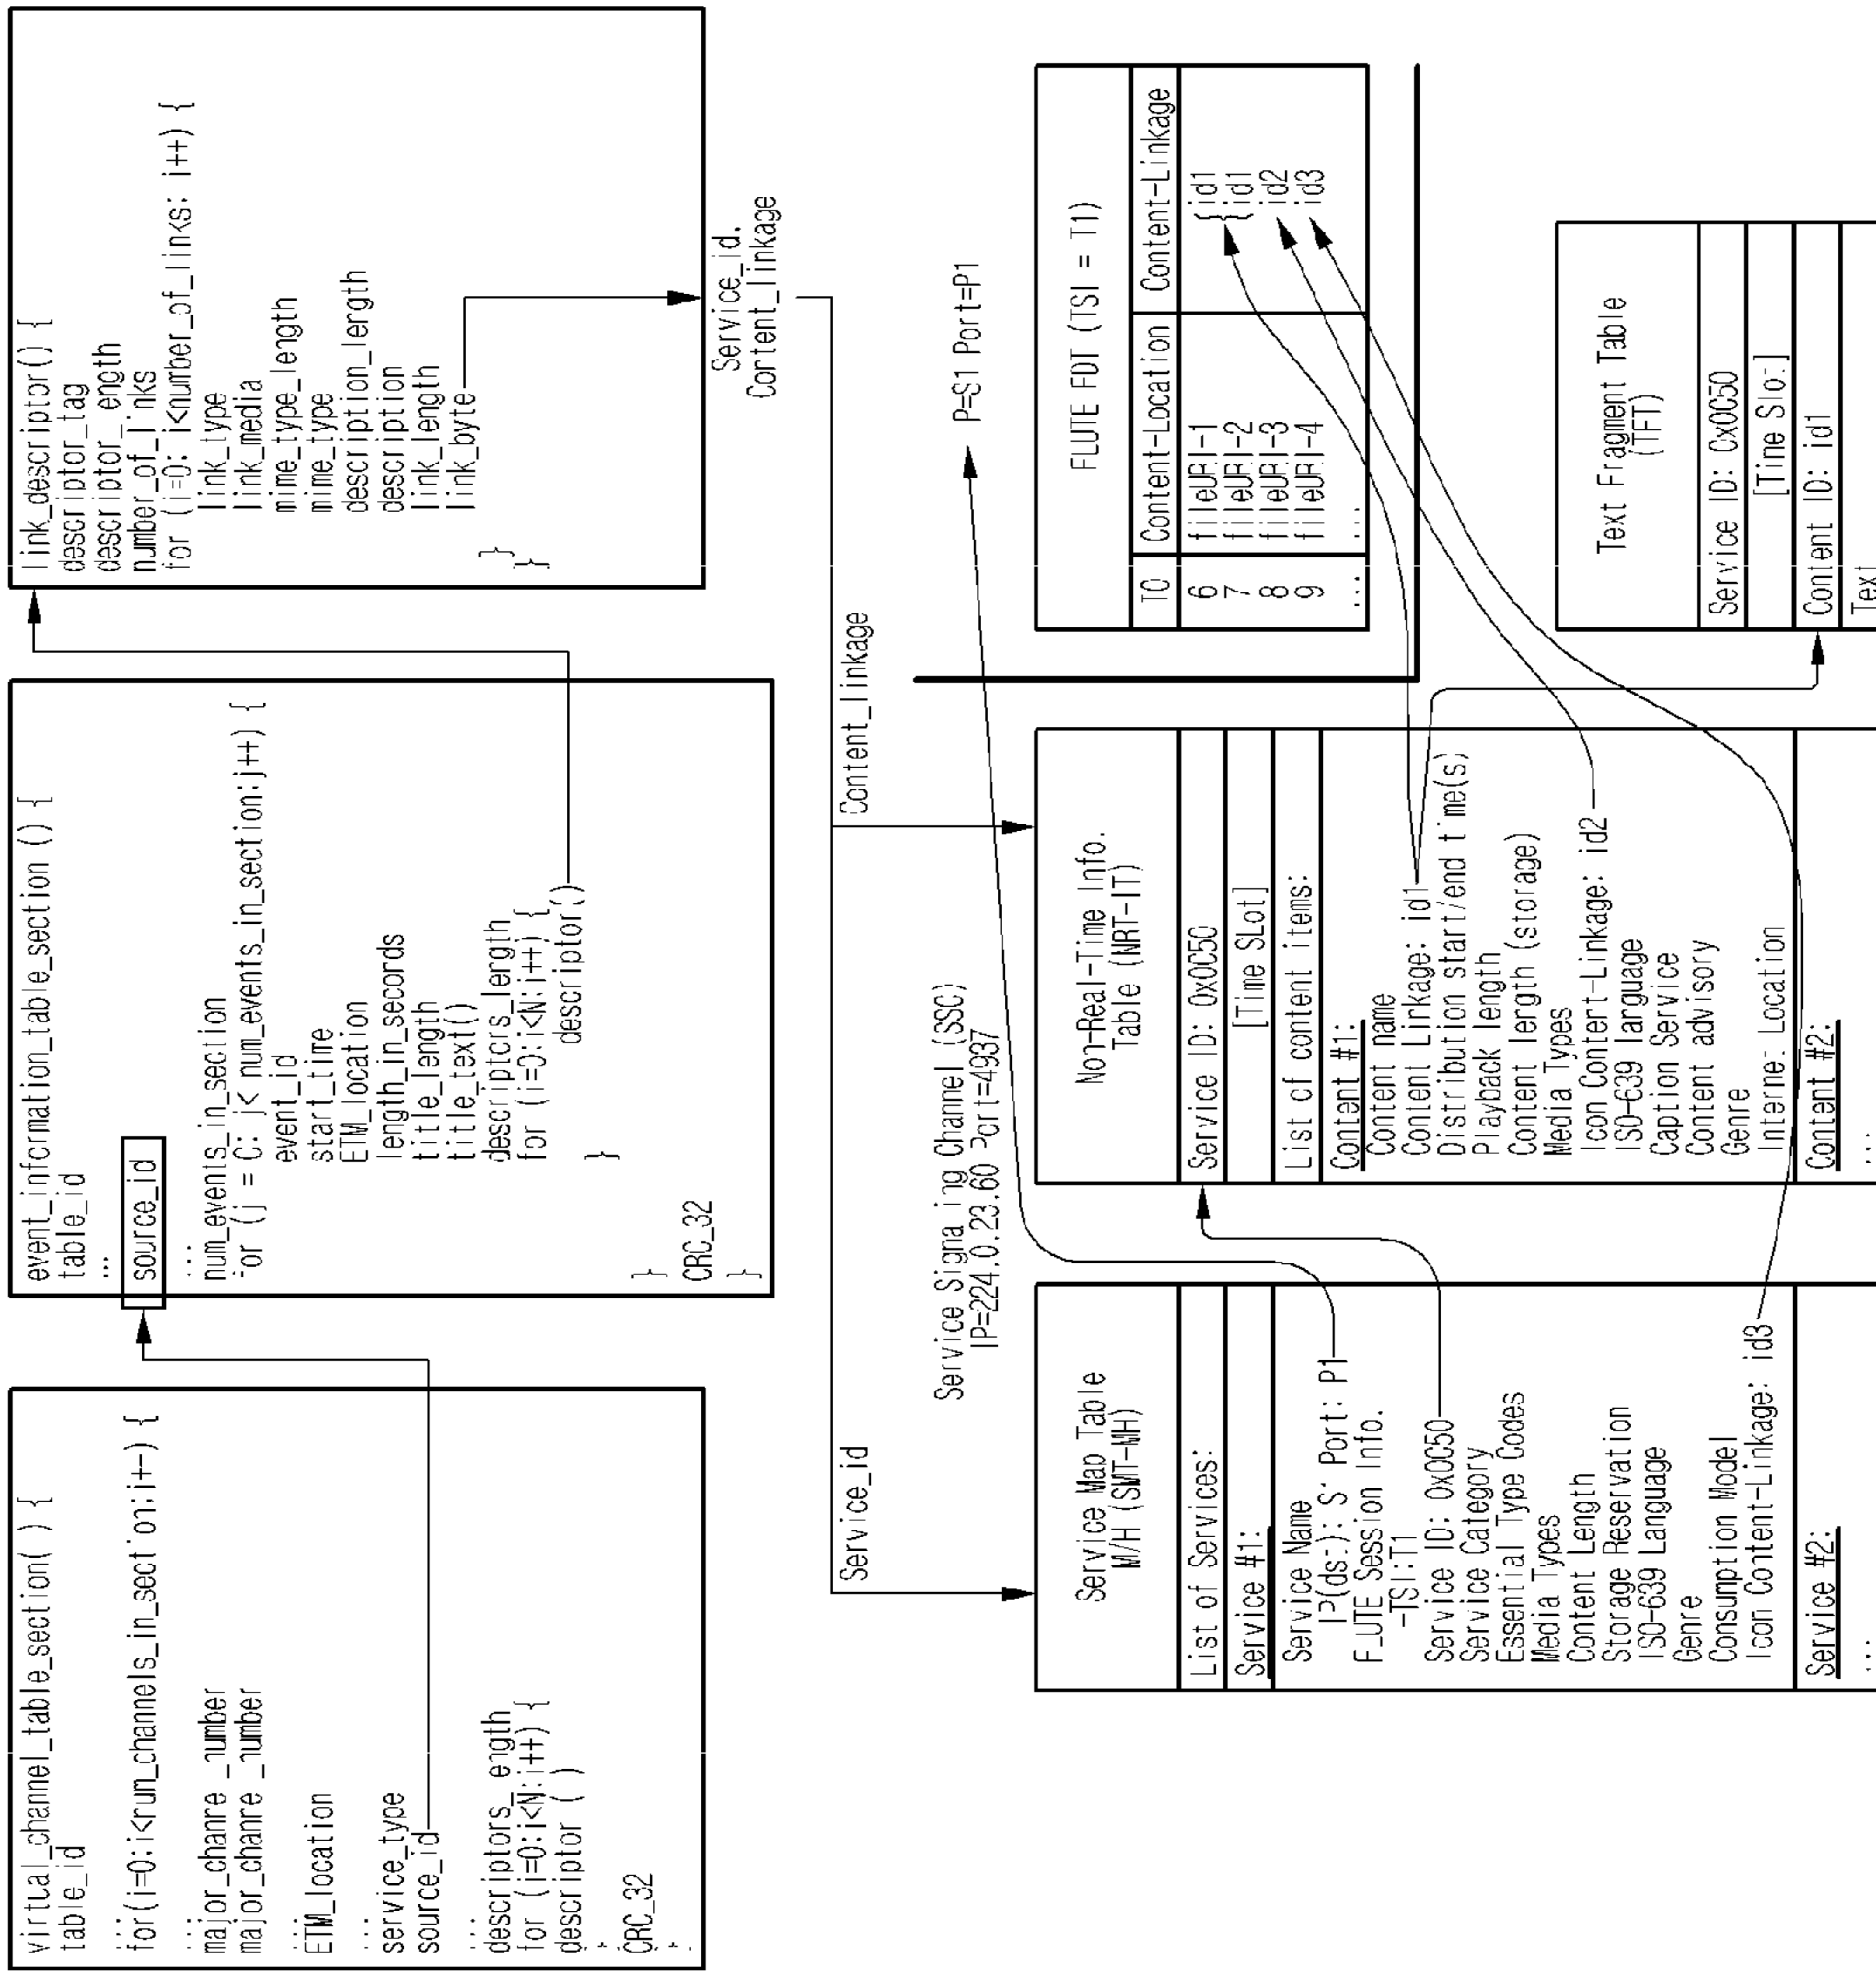 virtual_channel_table_section( ) {
table_id
...
for(i=0;i<num_channels_in_section;i++) {
...
major_channel_number
major_channel_number
...
ETM_location
...
service_type
source_id
...
descriptors_length
for (i=0;i<N;i++) {
descriptor ( )
}
CRC_32
}
event_information_table_section () {
table_id
...
source_id
...
num_events_in_section
for (j = 0; j< num_events_in_section;j++) {
event_id
start_time
ETM_location
length_in_seconds
title_length
title_text()
descriptors_length
for (i=0;i<N;i++) {
descriptor()
}
}
CRC_32
}
link_descriptor() {
descriptor_tag
descriptor_length
number_of_links
for (i=0; i<number_of_links; i++) {
link_type
link_media
mime_type_length
mime_type
description_length
description
link_length
link_byte
}
}
Service_id.
Content_linkage
Service_id
Content_linkage
Service Signaling Channel (SSC)
IP=224.0.23.60 Port=4937
P=S1 Port=P1
Service Map Table
M/H (SMT-MH)
List of Services:
Service #1:
Service Name
IP(ds:): S1 Port: P1
FLUTE Session Info.
-TSI:T1
Service ID: 0x0C50
Service Category
Essential Type Codes
Media Types
Content Length
Storage Reservation
ISO-639 Language
Genre
Consumption Model
Icon Content-Linkage: id3
Service #2:
...
Non-Real-Time Info.
Table (NRT-IT)
Service ID: 0x0C50
[Time SLot]
List of content items:
Content #1:
Content name
Content Linkage: id1
Distribution start/end time(s)
Playback length
Content length (storage)
Media Types
Icon Content-Linkage: id2
ISO-639 language
Caption Service
Content advisory
Genre
Internet Location
Content #2:
...
FLUTE FDT (TSI = T1)
TO Content-Location Content-Linkage
6 fileURI-1 id1
7 fileURI-2 id1
8 fileURI-3 id2
9 fileURI-4 id3
... ...
Text Fragment Table
(TFT)
Service ID: 0x0C50
[Time Slot]
Content ID: id1
Text